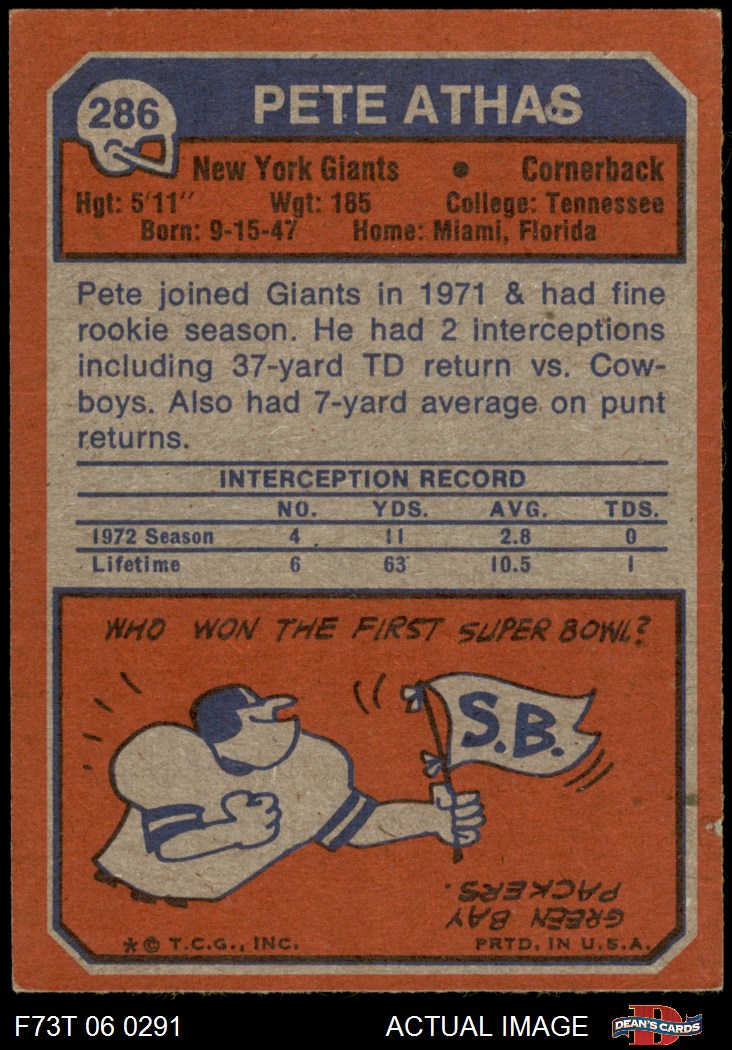 286
PETE ATHAS
New York Giants • Cornerback
Hgt: 5'11" Wgt: 185 College: Tennessee
Born: 9-15-47 Home: Miami, Florida
Pete joined Giants in 1971 & had fine
rookie season. He had 2 interceptions
including 37-yard TD return vs. Cow-
boys. Also had 7-yard average on punt
returns.
INTERCEPTION RECORD
NO. YDS. AVG. TDS.
1972 Season 4 11 2.8 0
Lifetime 6 63 10.5 1
WHO WON THE FIRST SUPER BOWL?
S.B.
GREEN BAY
PACKERS.
* © T.C.G., INC. PRTD. IN U.S.A.
F73T 06 0291 ACTUAL IMAGE
D
DEAN'S CARDS